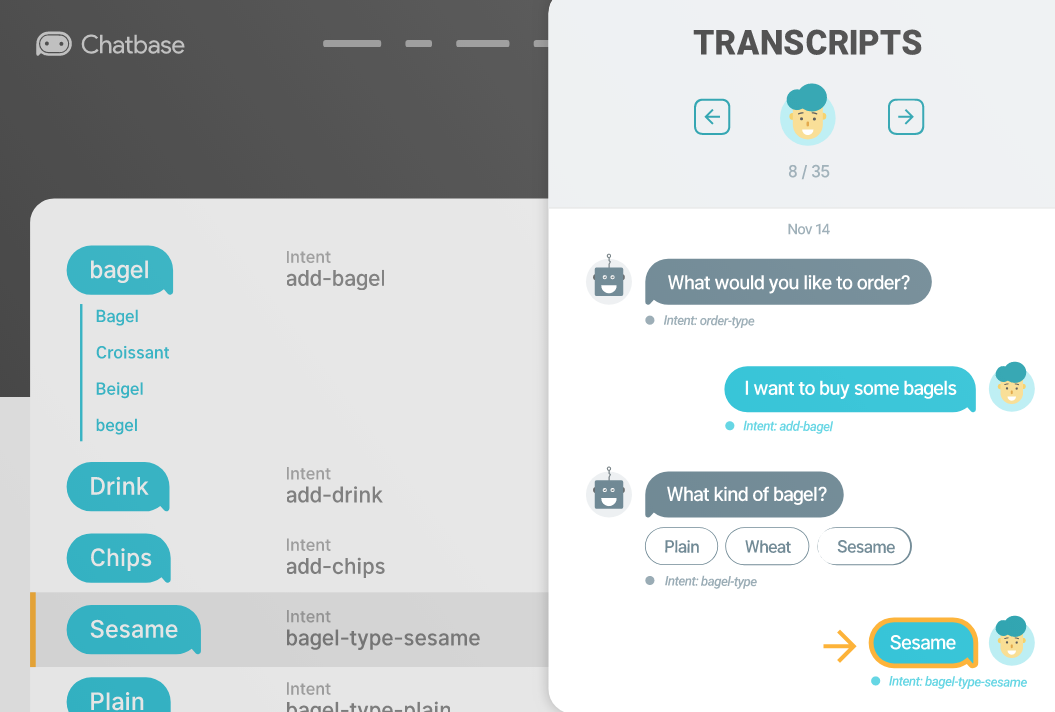 Chatbase
bagel
Intent
add-bagel
Bagel
Croissant
Beigel
begel
Drink
Intent
add-drink
Chips
Intent
add-chips
Sesame
Intent
bagel-type-sesame
Plain
Intent
bagel-type-plain
TRANSCRIPTS
8 / 35
Nov 14
What would you like to order?
Intent: order-type
I want to buy some bagels
Intent: add-bagel
What kind of bagel?
Plain
Wheat
Sesame
Intent: bagel-type
Sesame
Intent: bagel-type-sesame